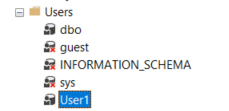 Users
dbo
guest
INFORMATION_SCHEMA
sys
User1